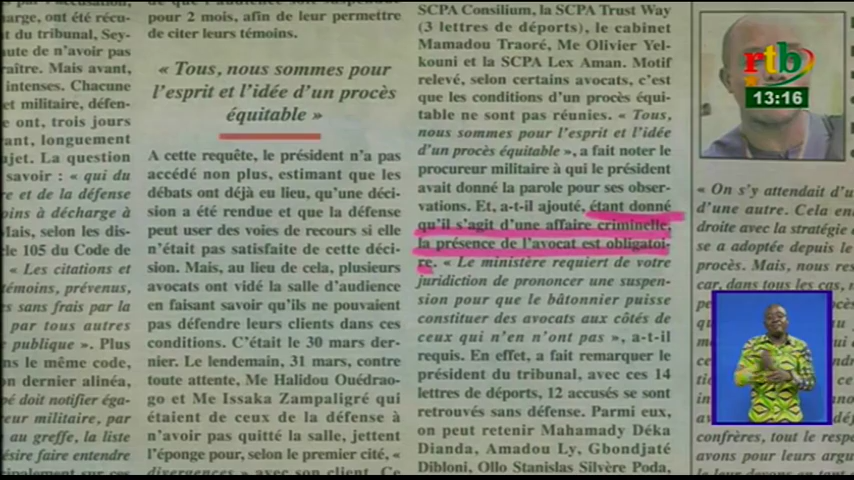 arge, ont été récu-
du tribunal, Sey-
ute de n'avoir pas
raître. Mais avant,
intenses. Chacune
et militaire, défen-
e ont, trois jours
vant, longuement
ujet. La question
savoir : « qui du
re et de la défense
oins à décharge à
Mais, selon les dis-
le 105 du Code de
« Les citations et
témoins, prévenus,
s sans frais par la
par tous autres
publique ». Plus
ns le même code,
on dernier alinéa,
pé doit notifier éga-
eur militaire, par
au greffe, la liste
désire faire entendre
pour 2 mois, afin de leur permettre
de citer leurs témoins.
« Tous, nous sommes pour
l'esprit et l'idée d'un procès
équitable »
A cette requête, le président n'a pas
accédé non plus, estimant que les
débats ont déjà eu lieu, qu'une déci-
sion a été rendue et que la défense
peut user des voies de recours si elle
n'était pas satisfaite de cette déci-
sion. Mais, au lieu de cela, plusieurs
avocats ont vidé la salle d'audience
en faisant savoir qu'ils ne pouvaient
pas défendre leurs clients dans ces
conditions. C'était le 30 mars der-
nier. Le lendemain, 31 mars, contre
toute attente, Me Halidou Ouédrao-
go et Me Issaka Zampaligré qui
étaient de ceux de la défense à
n'avoir pas quitté la salle, jettent
l'éponge pour, selon le premier cité, «
divergences » avec son client. Ce
SCPA Consilium, la SCPA Trust Way
(3 lettres de déports), le cabinet
Mamadou Traoré, Me Olivier Yel-
kouni et la SCPA Lex Aman. Motif
relevé, selon certains avocats, c'est
que les conditions d'un procès équi-
table ne sont pas réunies. « Tous,
nous sommes pour l'esprit et l'idée
d'un procès équitable », a fait noter le
procureur militaire à qui le président
avait donné la parole pour ses obser-
vations. Et, a-t-il ajouté, étant donné
qu'il s'agit d'une affaire criminelle,
la présence de l'avocat est obligatoi-
re. « Le ministère requiert de votre
juridiction de prononcer une suspen-
sion pour que le bâtonnier puisse
constituer des avocats aux côtés de
ceux qui n'en n'ont pas », a-t-il
requis. En effet, a fait remarquer le
président du tribunal, avec ces 14
lettres de déports, 12 accusés se sont
retrouvés sans défense. Parmi eux,
on peut retenir Mahamady Déka
Dianda, Amadou Ly, Gbondjaté
Dibloni, Ollo Stanislas Silvère Poda,
rtb
13:16
« On s'y attendait d'u
d'une autre. Cela en
droite avec la stratégie
se a adoptée depuis le
procès. Mais, nous res
car, dans tous les cas,
confrères, tout le respe
avons pour leurs argu